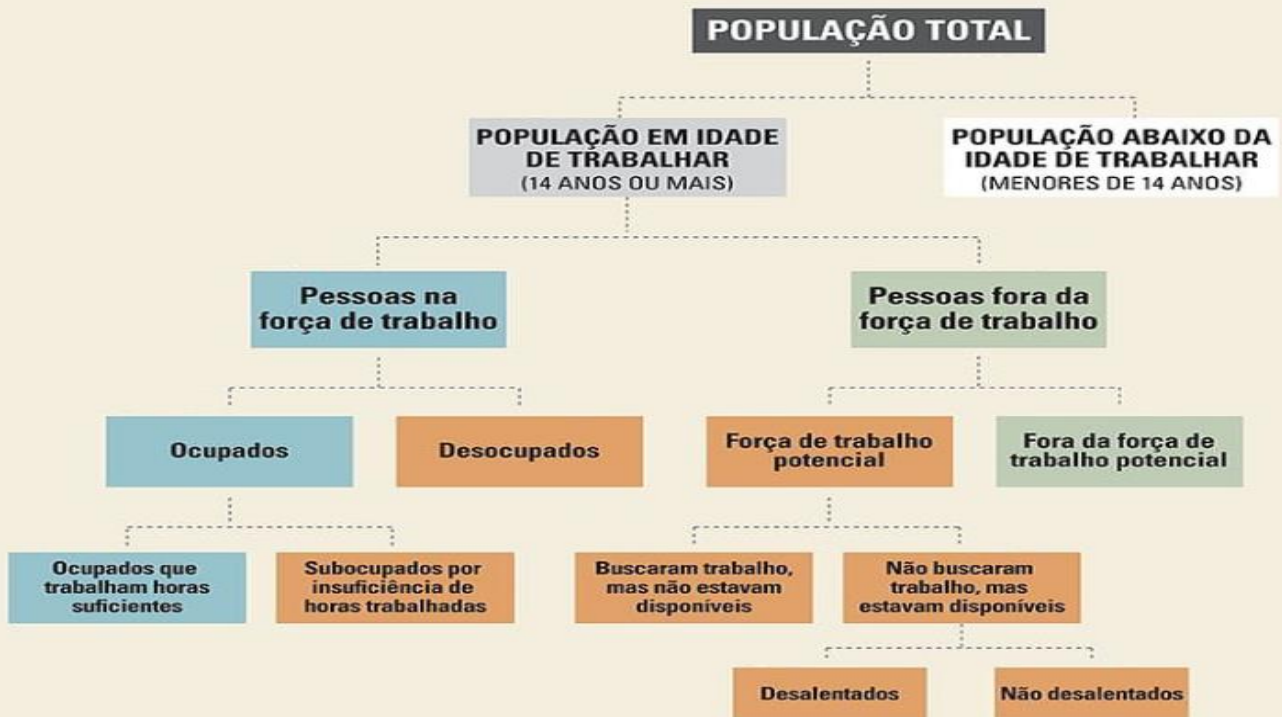 POPULAÇÃO TOTAL
POPULAÇÃO EM IDADE
DE TRABALHAR
(14 ANOS OU MAIS)
POPULAÇÃO ABAIXO DA
IDADE DE TRABALHAR
(MENORES DE 14 ANOS)
Pessoas na
força de trabalho
Pessoas fora da
força de trabalho
Ocupados
Desocupados
Força de trabalho
potencial
Fora da força de
trabalho potencial
Ocupados que
trabalham horas
suficientes
Subocupados por
insuficiência de
horas trabalhadas
Buscaram trabalho,
mas não estavam
disponíveis
Não buscaram
trabalho, mas
estavam disponíveis
Desalentados
Não desalentados